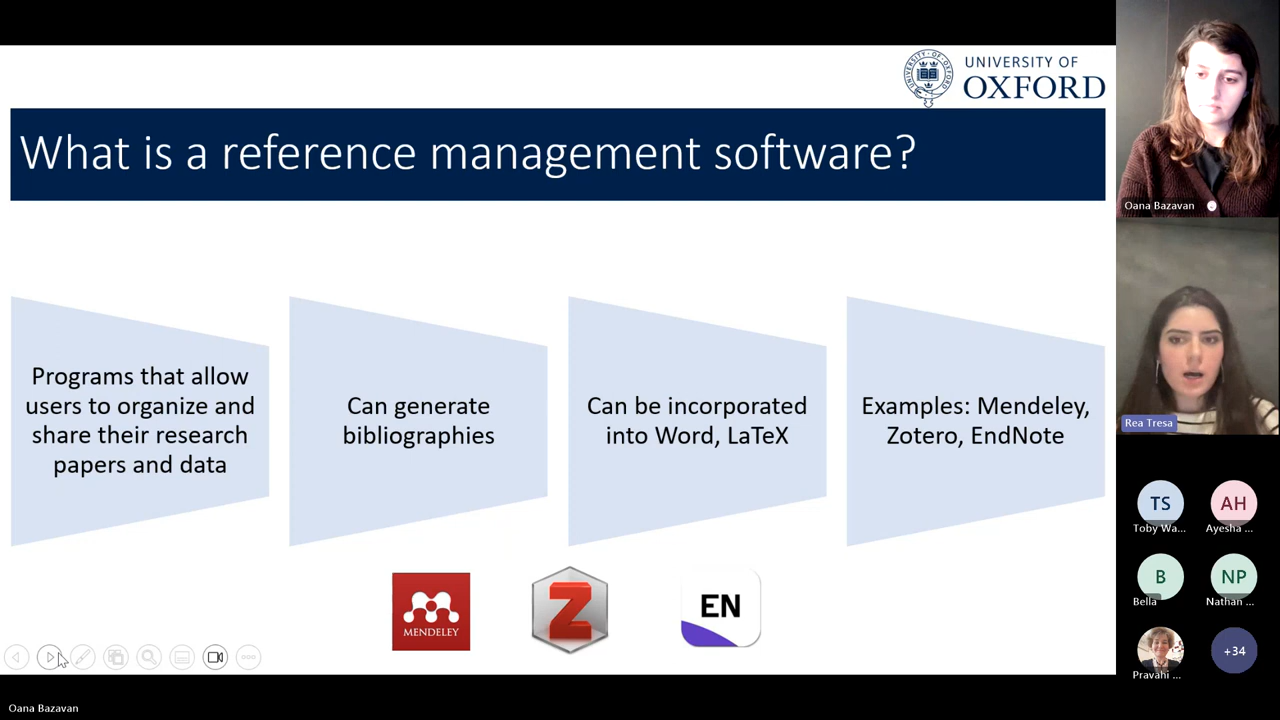 UNIVERSITY OF
OXFORD
What is a reference management software?
Programs that allow
users to organize and
share their research
papers and data
Can generate
bibliographies
Can be incorporated
into Word, LaTeX
Examples: Mendeley,
Zotero, EndNote
MENDELEY
Z
EN
Oana Bazavan
Rea Tresa
TS
AH
Toby Wa...
Ayesha ...
B
NP
Bella
Nathan ...
Pravahi ...
+34
Oana Bazavan